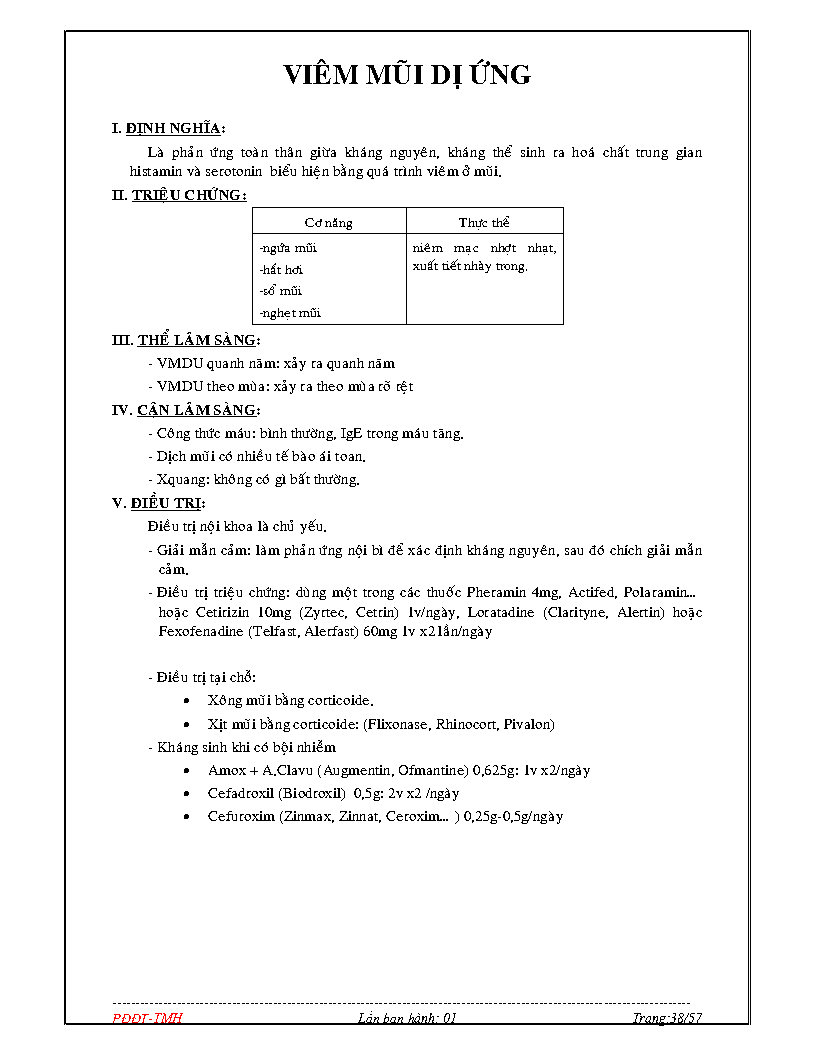 VIÊM MŨI DỊ ỨNG
I. ĐỊNH NGHĨA:
Là phản ứng toàn thân giữa kháng nguyên, kháng thể sinh ra hoá chất trung gian
histamin và serotonin biểu hiện bằng quá trình viêm ở mũi.
II. TRIỆU CHỨNG:
Cơ năng Thực thể
-ngứa mũi niêm mạc nhợt nhạt,
-hắt hơi xuất tiết nhày trong.
-sổ mũi
-nghẹt mũi
III. THỂ LÂM SÀNG:
- VMDU quanh năm: xảy ra quanh năm
- VMDU theo mùa: xảy ra theo mùa rõ rệt
IV. CẬN LÂM SÀNG:
- Công thức máu: bình thường, IgE trong máu tăng.
- Dịch mũi có nhiều tế bào ái toan.
- Xquang: không có gì bất thường.
V. ĐIỀU TRỊ:
Điều trị nội khoa là chủ yếu.
- Giải mẫn cảm: làm phản ứng nội bì để xác định kháng nguyên, sau đó chích giải mẫn
cảm.
- Điều trị triệu chứng: dùng một trong các thuốc Pheramin 4mg, Actifed, Polaramin...
hoặc Cetirizin 10mg (Zyrtec, Cetrin) 1v/ngày, Loratadine (Clarityne, Alertin) hoặc
Fexofenadine (Telfast, Alerfast) 60mg 1v x2 lần/ngày
- Điều trị tại chỗ:
• Xông mũi bằng corticoide.
• Xịt mũi bằng corticoide: (Flixonase, Rhinocort, Pivalon)
- Kháng sinh khi có bội nhiễm
• Amox + A.Clavu (Augmentin, Ofmantine) 0,625g: 1v x2/ngày
• Cefadroxil (Biodroxil) 0,5g: 2v x2 /ngày
• Cefuroxim (Zinmax, Zinnat, Ceroxim... ) 0,25g-0,5g/ngày
PĐĐT-TMH Lần ban hành: 01 Trang:38/57